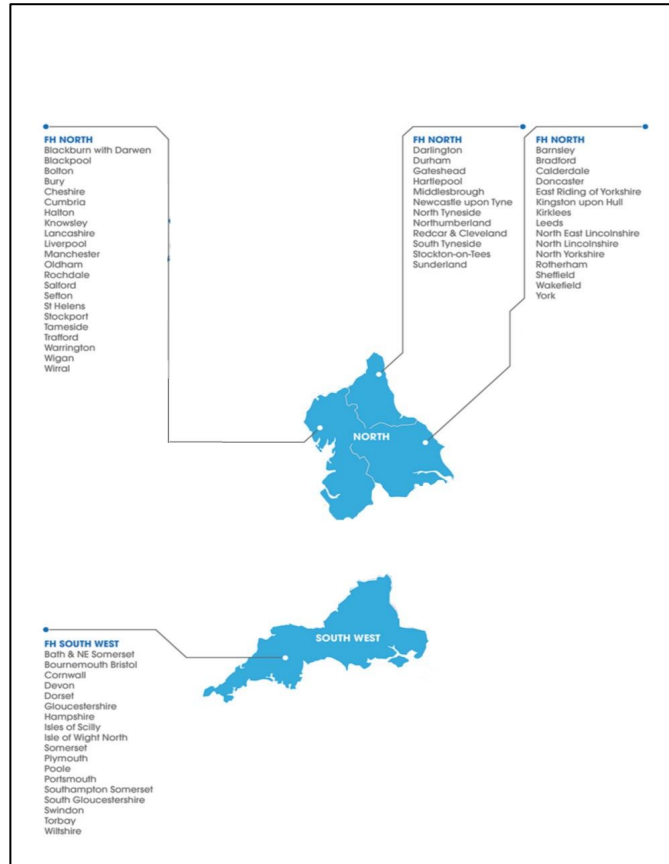 FH NORTH
Blackburn with Darwen
Blackpool
Bolton
Bury
Cheshire
Cumbria
Halton
Knowsley
Lancashire
Liverpool
Manchester
Oldham
Rochdale
Salford
Sefton
St Helens
Stockport
Tameside
Trafford
Warrington
Wigan
Wirral
FH NORTH
Darlington
Durham
Gateshead
Hartlepool
Middlesbrough
Newcastle upon Tyne
North Tyneside
Northumberland
Redcar & Cleveland
South Tyneside
Stockton-on-Tees
Sunderland
FH NORTH
Barnsley
Bradford
Calderdale
Doncaster
East Riding of Yorkshire
Kingston upon Hull
Kirklees
Leeds
North East Lincolnshire
North Lincolnshire
North Yorkshire
Rotherham
Sheffield
Wakefield
York
NORTH
SOUTH WEST
FH SOUTH WEST
Bath & NE Somerset
Bournemouth Bristol
Cornwall
Devon
Dorset
Gloucestershire
Hampshire
Isles of Scilly
Isle of Wight North
Somerset
Plymouth
Poole
Portsmouth
Southampton Somerset
South Gloucestershire
Swindon
Torbay
Wiltshire